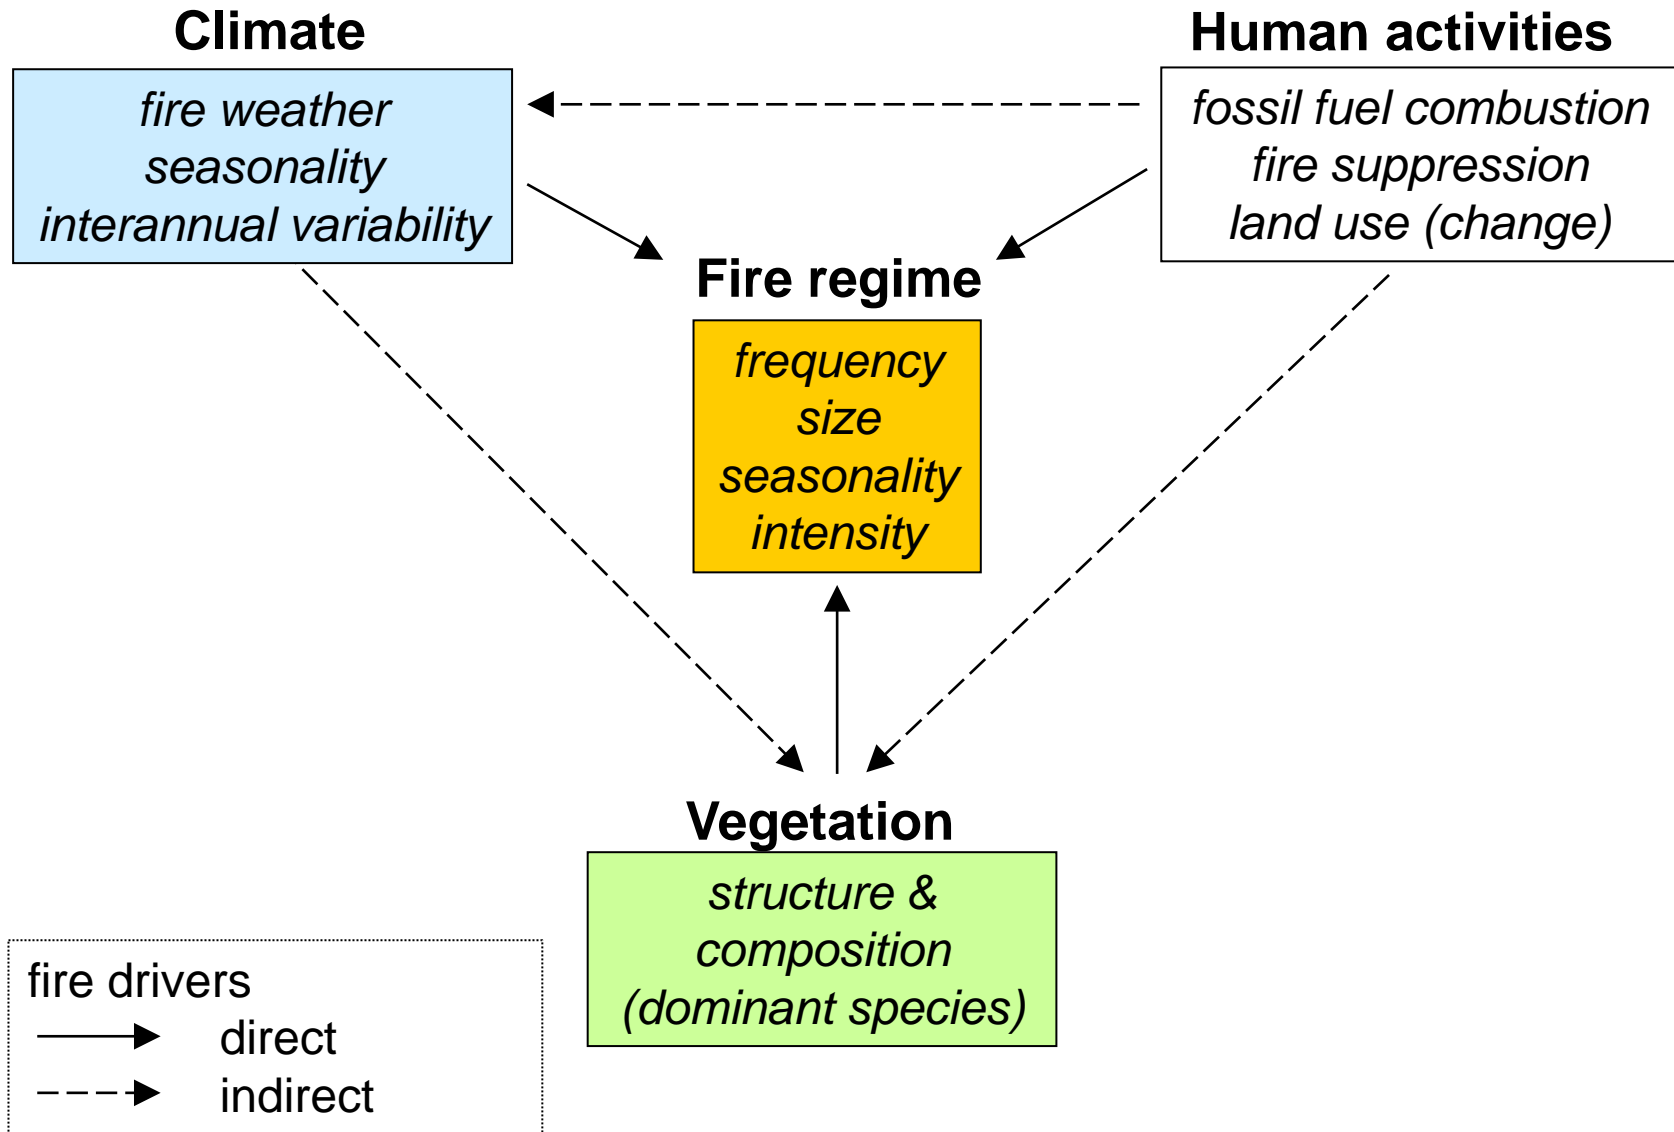 Climate
fire weather
seasonality
interannual variability
Human activities
fossil fuel combustion
fire suppression
land use (change)
Fire regime
frequency
size
seasonality
intensity
Vegetation
structure &
composition
(dominant species)
fire drivers
direct
indirect